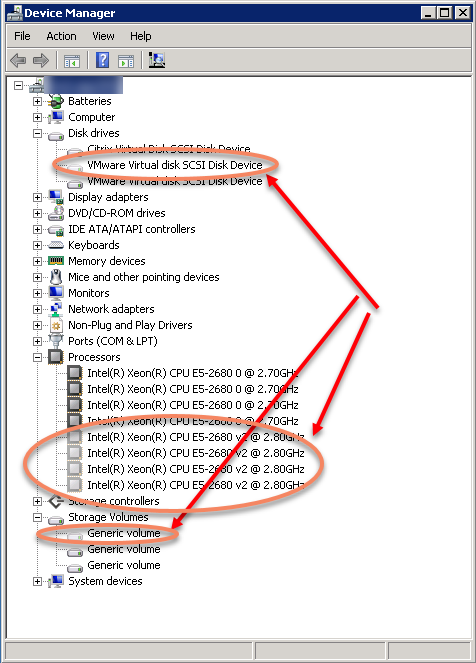 Device Manager
File Action View Help
Batteries
Computer
Disk drives
Citrix Virtual Disk SCSI Disk Device
VMware Virtual disk SCSI Disk Device
VMware Virtual disk SCSI Disk Device
Display adapters
DVD/CD-ROM drives
IDE ATA/ATAPI controllers
Keyboards
Memory devices
Mice and other pointing devices
Monitors
Network adapters
Non-Plug and Play Drivers
Ports (COM & LPT)
Processors
Intel(R) Xeon(R) CPU E5-2680 0 @ 2.70GHz
Intel(R) Xeon(R) CPU E5-2680 0 @ 2.70GHz
Intel(R) Xeon(R) CPU E5-2680 0 @ 2.70GHz
Intel(R) Xeon(R) CPU E5-2680 0 @ 2.70GHz
Intel(R) Xeon(R) CPU E5-2680 v2 @ 2.80GHz
Intel(R) Xeon(R) CPU E5-2680 v2 @ 2.80GHz
Intel(R) Xeon(R) CPU E5-2680 v2 @ 2.80GHz
Intel(R) Xeon(R) CPU E5-2680 v2 @ 2.80GHz
Storage controllers
Storage Volumes
Generic volume
Generic volume
Generic volume
System devices